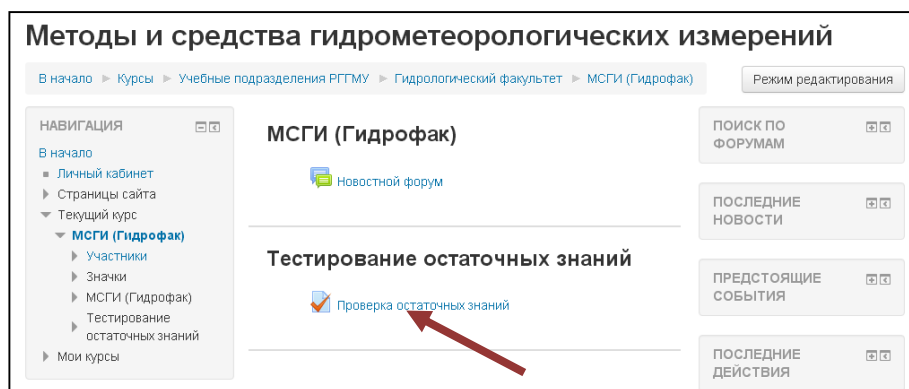 Методы и средства гидрометеорологических измерений
В начало ► Курсы ► Учебные подразделения РГГМУ ► Гидрологический факультет ► МСГИ (Гидрофак)
Режим редактирования
НАВИГАЦИЯ
В начало
Личный кабинет
Страницы сайта
Текущий курс
МСГИ (Гидрофак)
Участники
Значки
МСГИ (Гидрофак)
Тестирование
остаточных знаний
Мои курсы
МСГИ (Гидрофак)
Новостной форум
Тестирование остаточных знаний
Проверка остаточных знаний
ПОИСК ПО
ФОРУМАМ
ПОСЛЕДНИЕ
НОВОСТИ
ПРЕДСТОЯЩИЕ
СОБЫТИЯ
ПОСЛЕДНИЕ
ДЕЙСТВИЯ